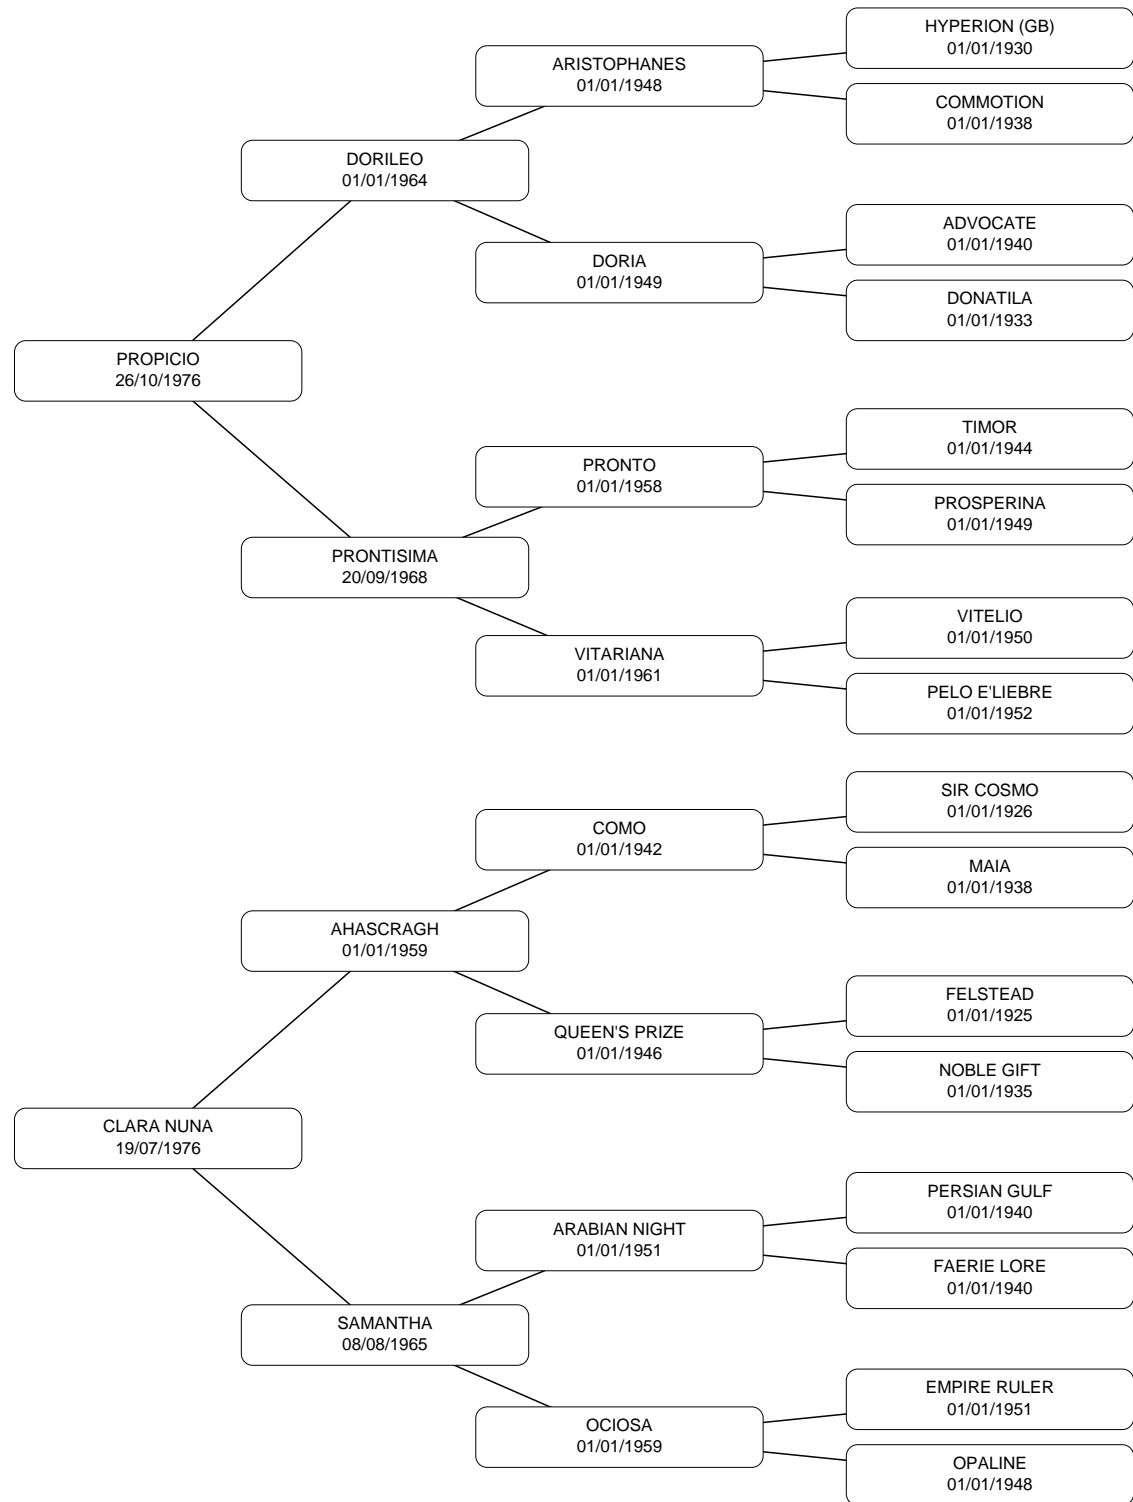 HYPERION (GB)
01/01/1930
ARISTOPHANES
01/01/1948
COMMOTION
01/01/1938
DORILEO
01/01/1964
ADVOCATE
01/01/1940
DORIA
01/01/1949
DONATILA
01/01/1933
PROPICIO
26/10/1976
TIMOR
01/01/1944
PRONTO
01/01/1958
PROSPERINA
01/01/1949
PRONTISIMA
20/09/1968
VITELIO
01/01/1950
VITARIANA
01/01/1961
PELO E'LIEBRE
01/01/1952
SIR COSMO
01/01/1926
COMO
01/01/1942
MAIA
01/01/1938
AHASCRAGH
01/01/1959
FELSTEAD
01/01/1925
QUEEN'S PRIZE
01/01/1946
NOBLE GIFT
01/01/1935
CLARA NUNA
19/07/1976
PERSIAN GULF
01/01/1940
ARABIAN NIGHT
01/01/1951
FAERIE LORE
01/01/1940
SAMANTHA
08/08/1965
EMPIRE RULER
01/01/1951
OCIOSA
01/01/1959
OPALINE
01/01/1948